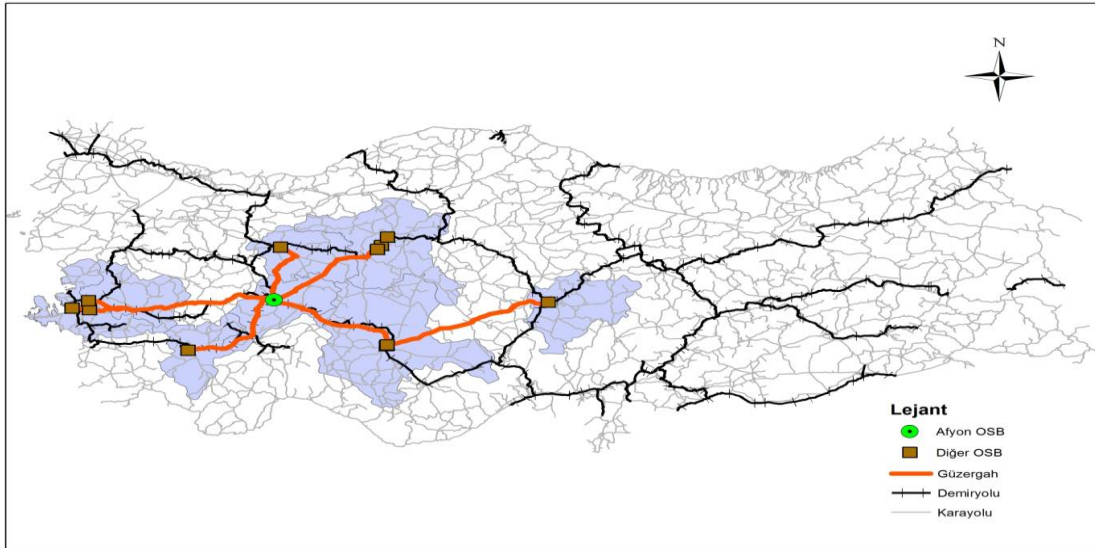 N
Lejant
Afyon OSB
Diğer OSB
Güzergah
Demiryolu
Karayolu